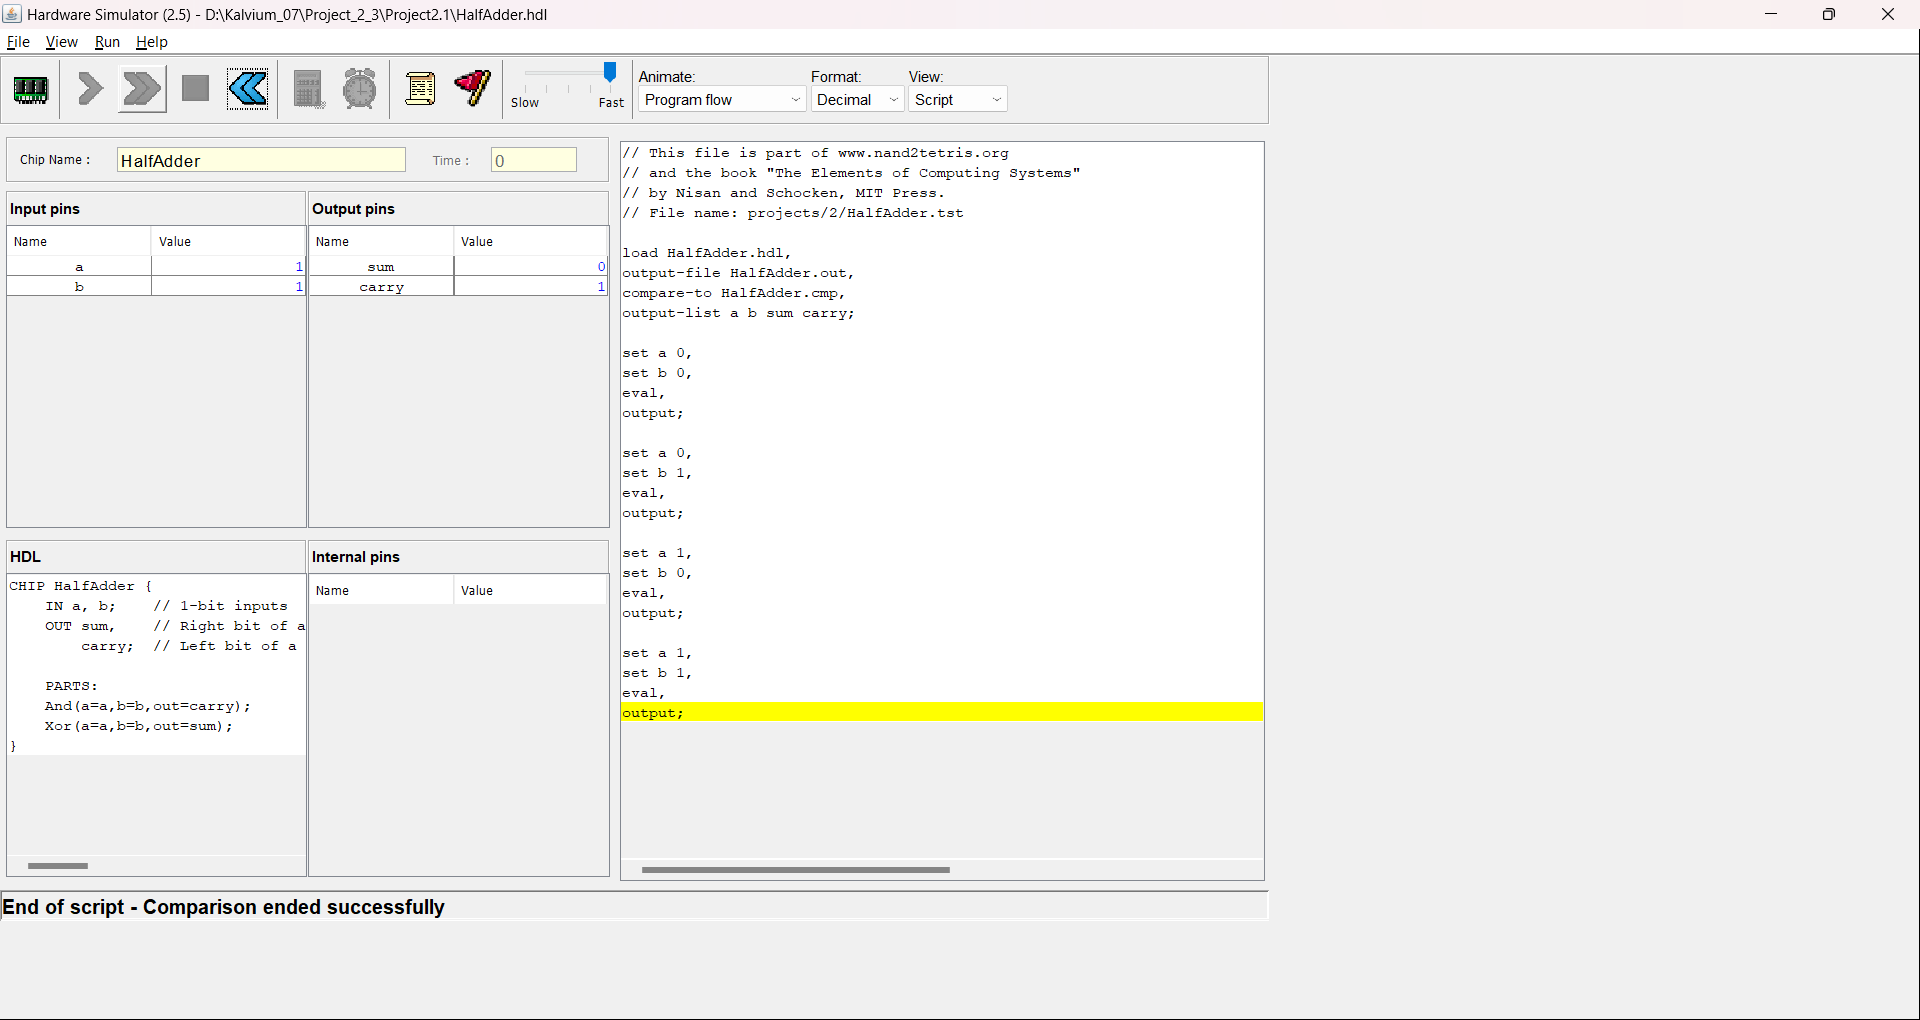 Hardware Simulator (2.5) - D:\Kalvium_07\Project_2_3\Project2.1\HalfAdder.hdl
File View Run Help
Slow Fast
Animate: Format: View:
Program flow Decimal Script
Chip Name : HalfAdder Time : 0
Input pins
Name Value
a 1
b 1
Output pins
Name Value
sum 0
carry 1
HDL
CHIP HalfAdder {
    IN a, b;    // 1-bit inputs
    OUT sum,    // Right bit of a
        carry;  // Left bit of a

    PARTS:
    And(a=a,b=b,out=carry);
    Xor(a=a,b=b,out=sum);
}
Internal pins
Name Value
// This file is part of www.nand2tetris.org
// and the book "The Elements of Computing Systems"
// by Nisan and Schocken, MIT Press.
// File name: projects/2/HalfAdder.tst

load HalfAdder.hdl,
output-file HalfAdder.out,
compare-to HalfAdder.cmp,
output-list a b sum carry;

set a 0,
set b 0,
eval,
output;

set a 0,
set b 1,
eval,
output;

set a 1,
set b 0,
eval,
output;

set a 1,
set b 1,
eval,
output;
End of script - Comparison ended successfully